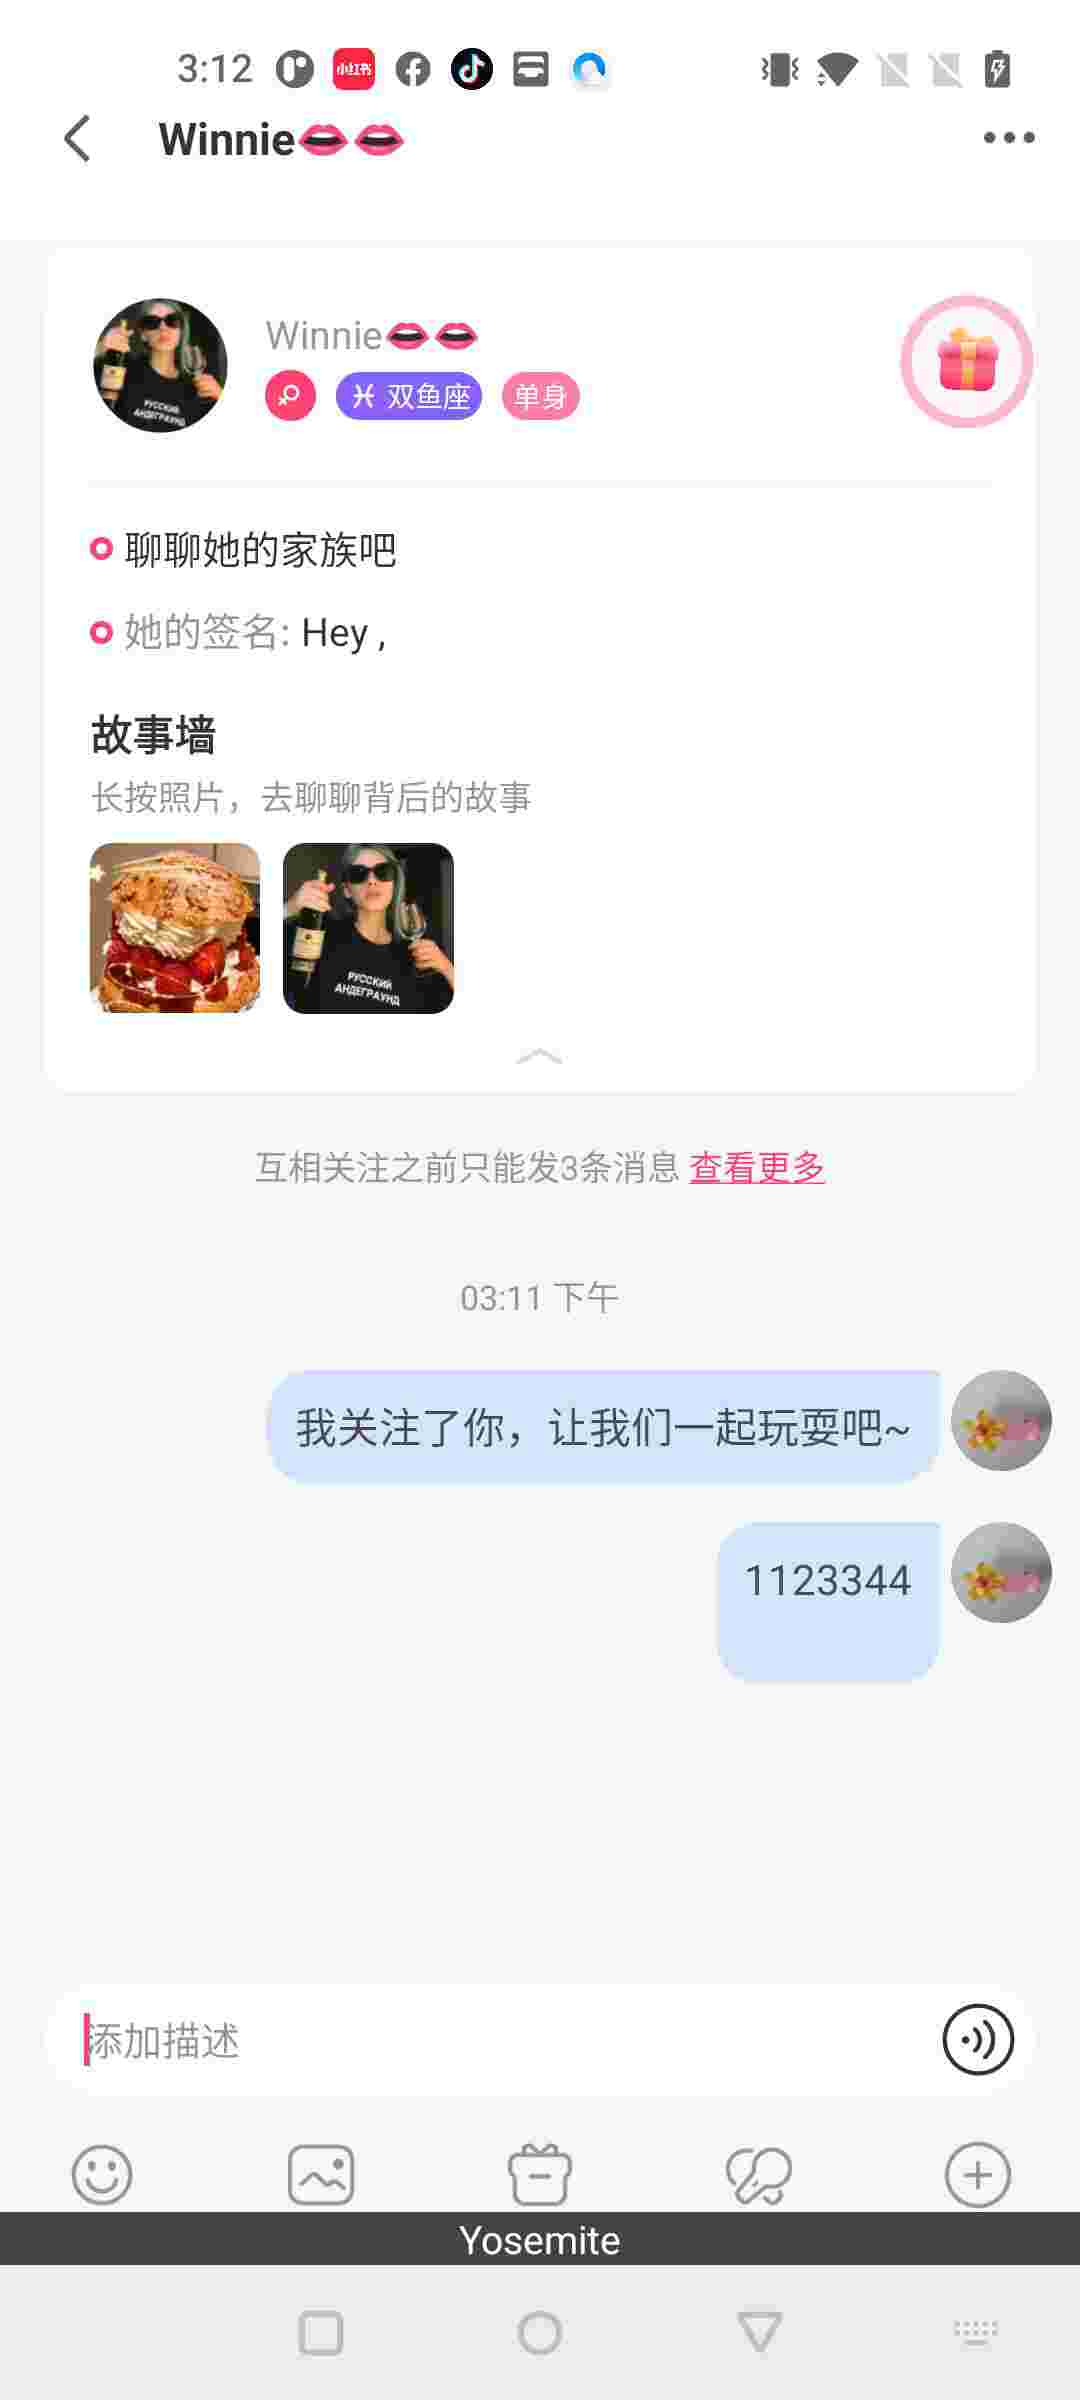 3:12
小红书
Winnie👄👄
Winnie👄👄
双鱼座 单身
РУССКИЙ
АНДЕГРАУНД
聊聊她的家族吧
她的签名: Hey ,
故事墙
长按照片，去聊聊背后的故事
РУССКИЙ
АНДЕГРАУНД
互相关注之前只能发3条消息 查看更多
03:11 下午
我关注了你，让我们一起玩耍吧~
1123344
添加描述
Yosemite